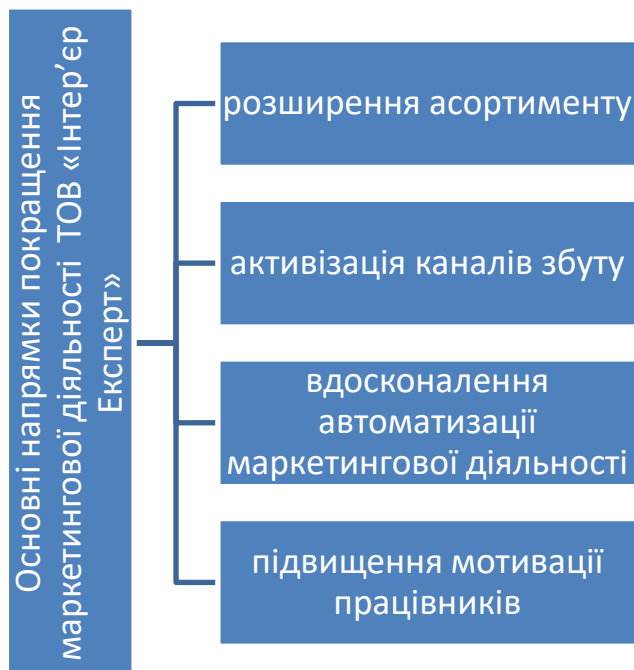 Основні напрямки покращення
маркетингової діяльності ТОВ «Інтер’єр
Експерт»
розширення асортименту
активізація каналів збуту
вдосконалення
автоматизації
маркетингової діяльності
підвищення мотивації
працівників